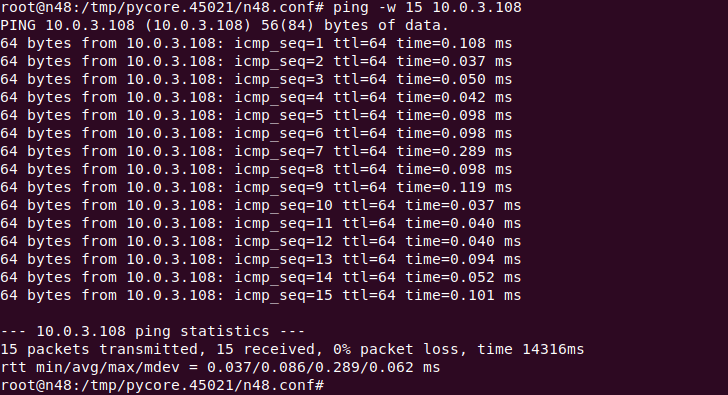 root@n48:/tmp/pycore.45021/n48.conf# ping -w 15 10.0.3.108
PING 10.0.3.108 (10.0.3.108) 56(84) bytes of data.
64 bytes from 10.0.3.108: icmp_seq=1 ttl=64 time=0.108 ms
64 bytes from 10.0.3.108: icmp_seq=2 ttl=64 time=0.037 ms
64 bytes from 10.0.3.108: icmp_seq=3 ttl=64 time=0.050 ms
64 bytes from 10.0.3.108: icmp_seq=4 ttl=64 time=0.042 ms
64 bytes from 10.0.3.108: icmp_seq=5 ttl=64 time=0.098 ms
64 bytes from 10.0.3.108: icmp_seq=6 ttl=64 time=0.098 ms
64 bytes from 10.0.3.108: icmp_seq=7 ttl=64 time=0.289 ms
64 bytes from 10.0.3.108: icmp_seq=8 ttl=64 time=0.098 ms
64 bytes from 10.0.3.108: icmp_seq=9 ttl=64 time=0.119 ms
64 bytes from 10.0.3.108: icmp_seq=10 ttl=64 time=0.037 ms
64 bytes from 10.0.3.108: icmp_seq=11 ttl=64 time=0.040 ms
64 bytes from 10.0.3.108: icmp_seq=12 ttl=64 time=0.040 ms
64 bytes from 10.0.3.108: icmp_seq=13 ttl=64 time=0.094 ms
64 bytes from 10.0.3.108: icmp_seq=14 ttl=64 time=0.052 ms
64 bytes from 10.0.3.108: icmp_seq=15 ttl=64 time=0.101 ms
--- 10.0.3.108 ping statistics ---
15 packets transmitted, 15 received, 0% packet loss, time 14316ms
rtt min/avg/max/mdev = 0.037/0.086/0.289/0.062 ms
root@n48:/tmp/pycore.45021/n48.conf#